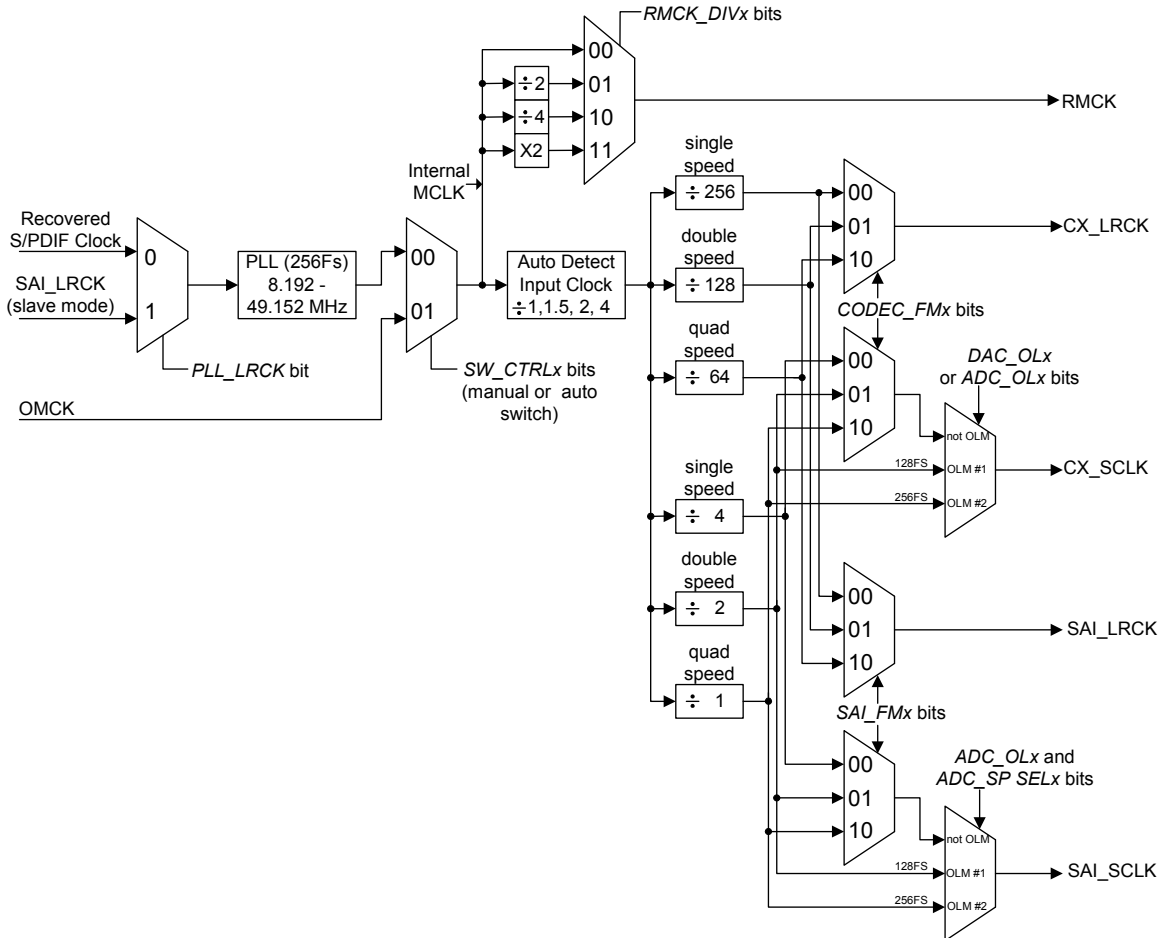 RMCK_DIVx bits
00
÷2
01
÷4
10
X2
11
RMCK
Internal
MCLK
single
speed
÷ 256
00
01
10
CX_LRCK
Recovered
S/PDIF Clock
0
SAI_LRCK
(slave mode)
1
PLL (256Fs)
8.192 -
49.152 MHz
00
01
Auto Detect
Input Clock
÷1,1.5, 2, 4
double
speed
÷ 128
CODEC_FMx bits
PLL_LRCK bit
SW_CTRLx bits
(manual or auto
switch)
OMCK
quad
speed
÷ 64
00
01
10
DAC_OLx
or ADC_OLx bits
not OLM
128FS
OLM #1
256FS
OLM #2
CX_SCLK
single
speed
÷ 4
double
speed
÷ 2
00
01
10
SAI_LRCK
quad
speed
÷ 1
SAI_FMx bits
00
01
10
ADC_OLx and
ADC_SP SELx bits
not OLM
128FS
OLM #1
256FS
OLM #2
SAI_SCLK